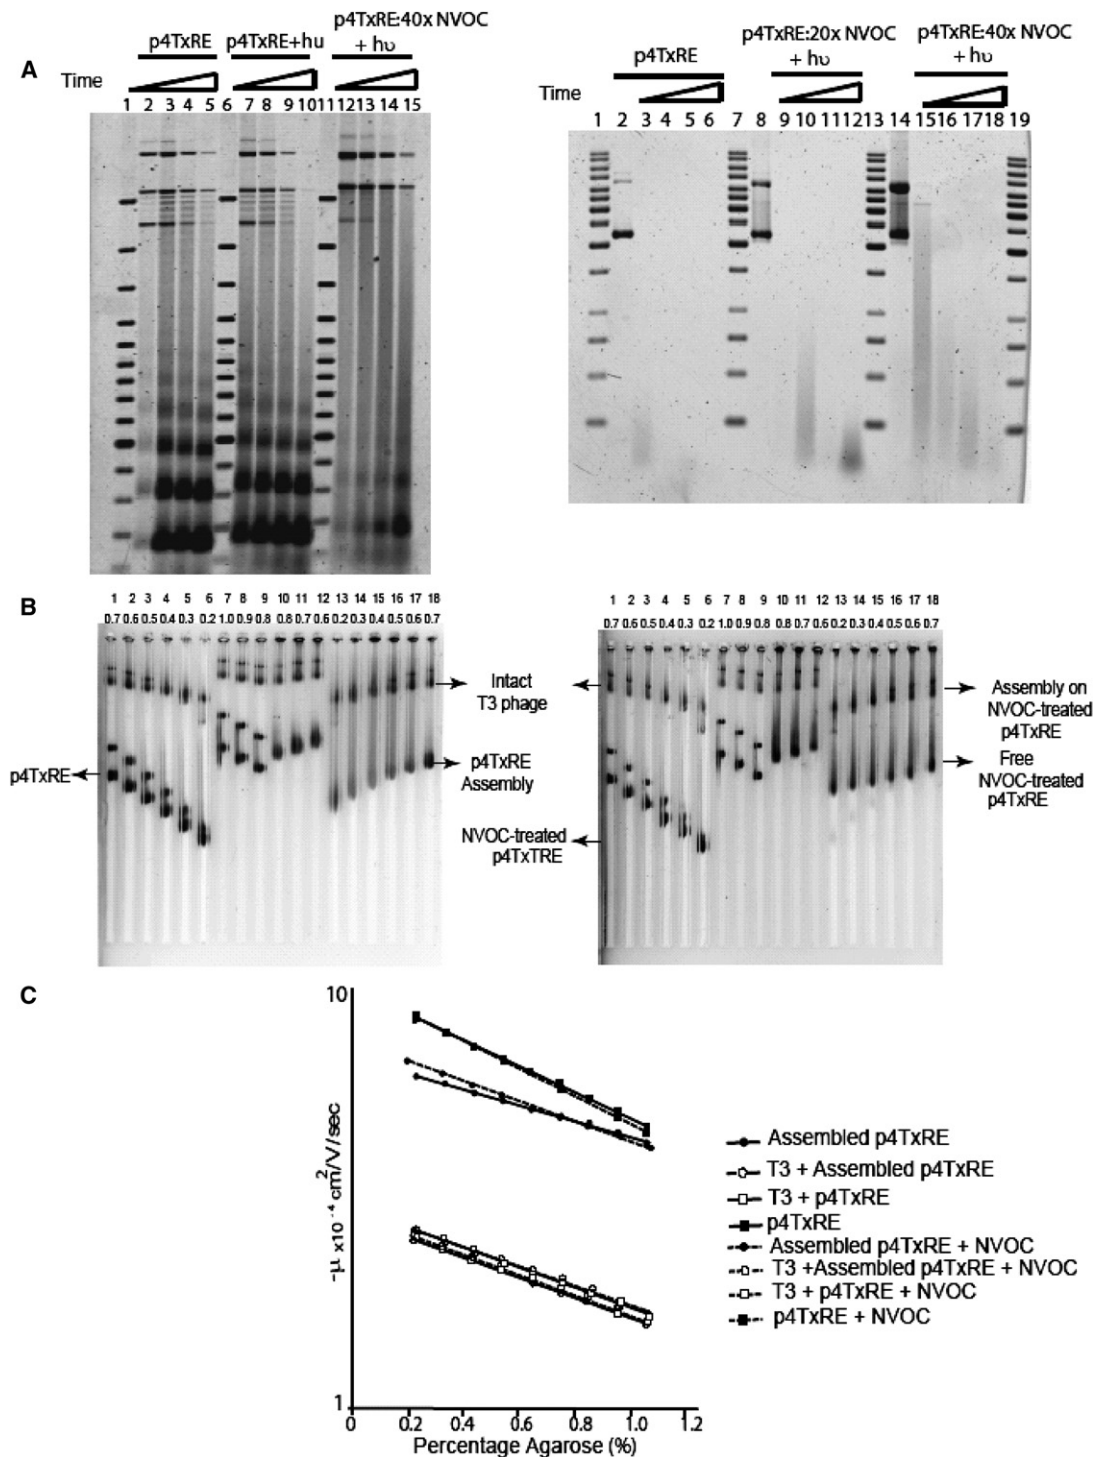 A
p4TxRE
p4TxRE+hυ
p4TxRE:40x NVOC
+ hυ
Time
1 2 3 4 5 6 7 8 9 10 11 12 13 14 15
p4TxRE
p4TxRE:20x NVOC
+ hυ
p4TxRE:40x NVOC
+ hυ
Time
1 2 3 4 5 6 7 8 9 10 11 12 13 14 15 16 17 18 19
B
1 2 3 4 5 6 7 8 9 10 11 12 13 14 15 16 17 18
0.7 0.6 0.5 0.4 0.3 0.2 1.0 0.9 0.8 0.8 0.7 0.6 0.2 0.3 0.4 0.5 0.6 0.7
p4TxRE
Intact
T3 phage
p4TxRE
Assembly
NVOC-treated
p4TxTRE
1 2 3 4 5 6 7 8 9 10 11 12 13 14 15 16 17 18
0.7 0.6 0.5 0.4 0.3 0.2 1.0 0.9 0.8 0.8 0.7 0.6 0.2 0.3 0.4 0.5 0.6 0.7
Assembly on
NVOC-treated
p4TxRE
Free
NVOC-treated
p4TxRE
C
10
-μ x10⁻⁴ cm²/V/sec
1
0 0.2 0.4 0.6 0.8 1.0 1.2
Percentage Agarose (%)
Assembled p4TxRE
T3 + Assembled p4TxRE
T3 + p4TxRE
p4TxRE
Assembled p4TxRE + NVOC
T3 +Assembled p4TxRE + NVOC
T3 + p4TxRE + NVOC
p4TxRE + NVOC